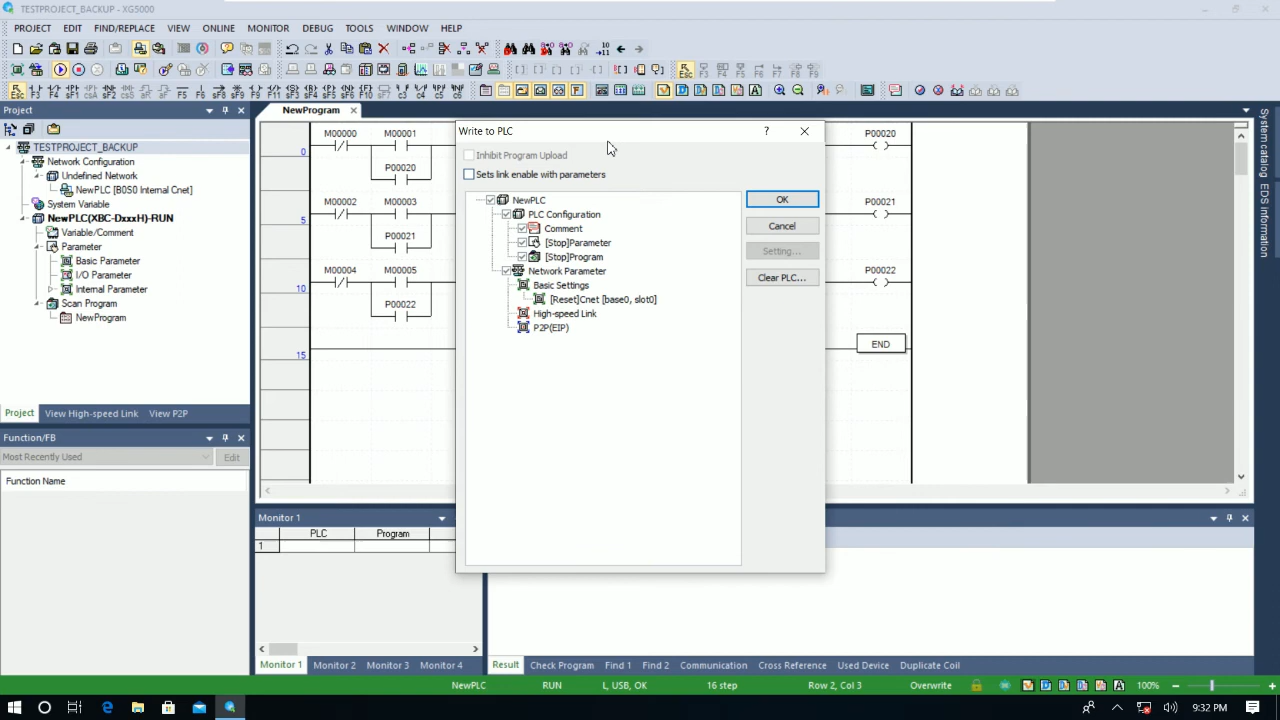 TESTPROJECT_BACKUP - XG5000
PROJECT EDIT FIND/REPLACE VIEW ONLINE MONITOR DEBUG TOOLS WINDOW HELP
Project
NewProgram
TESTPROJECT_BACKUP
Network Configuration
Undefined Network
NewPLC [B0S0 Internal Cnet]
System Variable
NewPLC(XBC-DxxxH)-RUN
Variable/Comment
Parameter
Basic Parameter
I/O Parameter
Internal Parameter
Scan Program
NewProgram
Project View High-speed Link View P2P
Function/FB
Most Recently Used Edit
Function Name
M00000 M00001 P00020
0
P00020
M00002 M00003 P00021
5
P00021
M00004 M00005 P00022
10
P00022
15 END
Write to PLC ?
Inhibit Program Upload
Sets link enable with parameters
NewPLC
PLC Configuration
Comment
[Stop]Parameter
[Stop]Program
Network Parameter
Basic Settings
[Reset]Cnet [base0, slot0]
High-speed Link
P2P(EIP)
OK
Cancel
Setting...
Clear PLC...
System catalog
EDS information
Monitor 1
PLC Program
1
Monitor 1 Monitor 2 Monitor 3 Monitor 4
Result Check Program Find 1 Find 2 Communication Cross Reference Used Device Duplicate Coil
NewPLC RUN L, USB, OK 16 step Row 2, Col 3 Overwrite 100%
9:32 PM